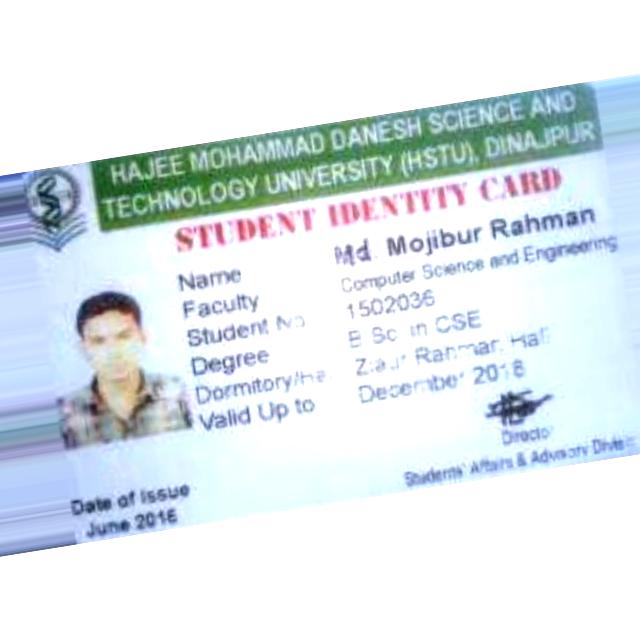 HAJEE MOHAMMAD DANESH SCIENCE AND
TECHNOLOGY UNIVERSITY (HSTU), DINAJPUR
STUDENT IDENTITY CARD
Name Md. Mojibur Rahman
Faculty Computer Science and Engineering
Student No 1502036
Degree B Sc in CSE
Dormitory/Hall Ziaur Rahman Hall
Valid Up to December 2018
Director
Students' Affairs & Advisory Division
Date of Issue
June 2016